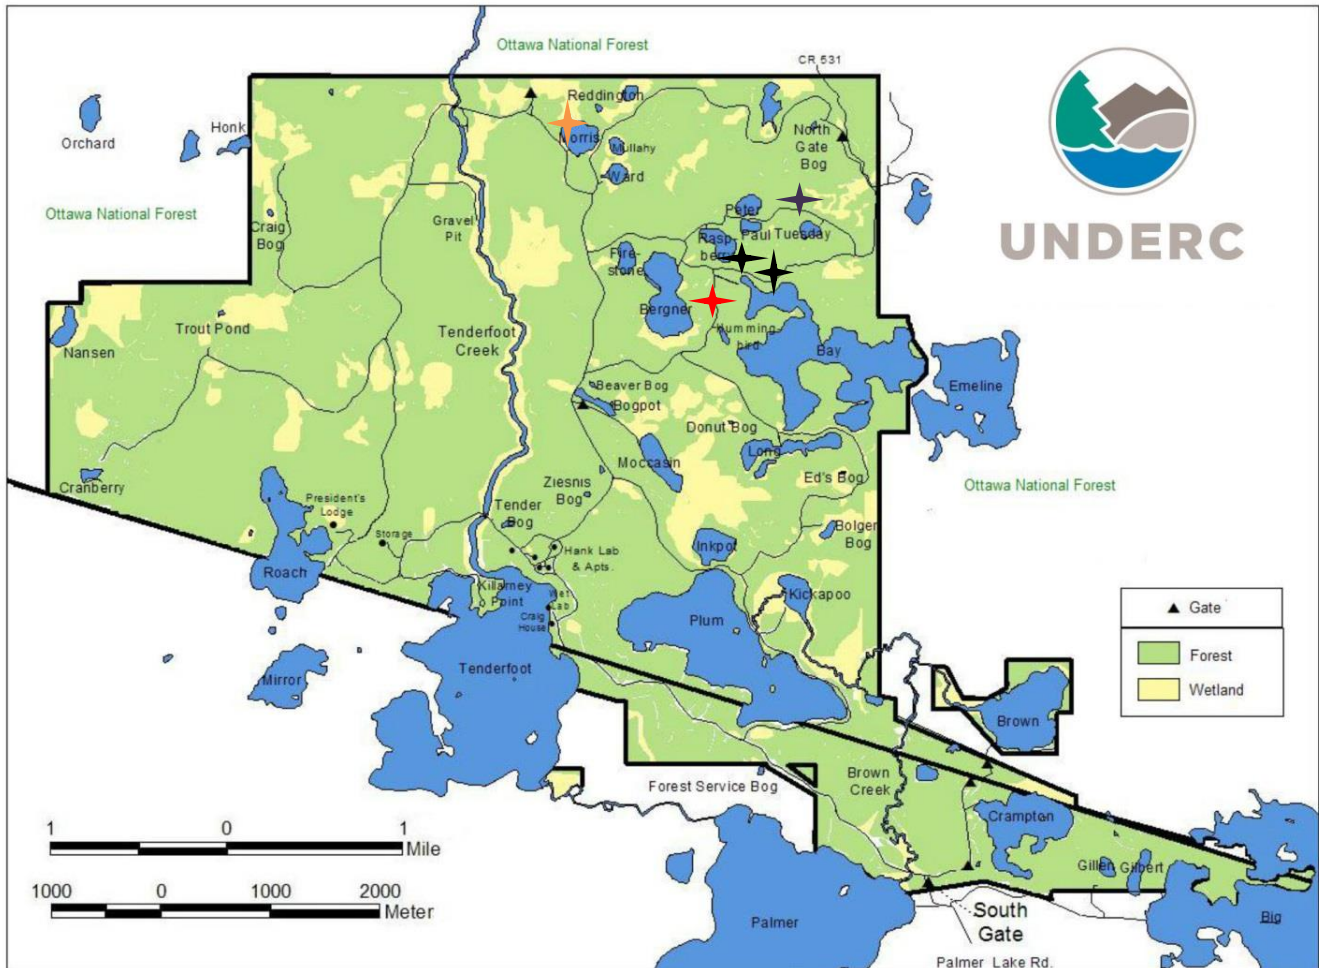 Ottawa National Forest
CR 531
Reddington
Orchard
Honk
Morris
Mullahy
North
Gate
Bog
Ward
UNDERC
Ottawa National Forest
Craig
Bog
Gravel
Pit
Peter
Paul
Tuesday
Rasp-
berry
Fire-
stone
Bergner
Trout Pond
Nansen
Tenderfoot
Creek
Humming-
bird
Bay
Emeline
Beaver Bog
Bogpot
Donut Bog
Moccasin
Long
Ed's Bog
Ottawa National Forest
Cranberry
President's
Lodge
Storage
Ziesnis
Bog
Tender
Bog
Bolger
Bog
Hank Lab
& Apts.
Inkpot
Roach
Killarney
Point
Wet
Lab
Craig
House
Kickapoo
Plum
Gate
Forest
Wetland
Tenderfoot
Mirror
Brown
Forest Service Bog
Brown
Creek
Crampton
1 0 1
Mile
Gillen
Gilbert
1000 0 1000 2000
Meter
Palmer
South
Gate
Big
Palmer Lake Rd.